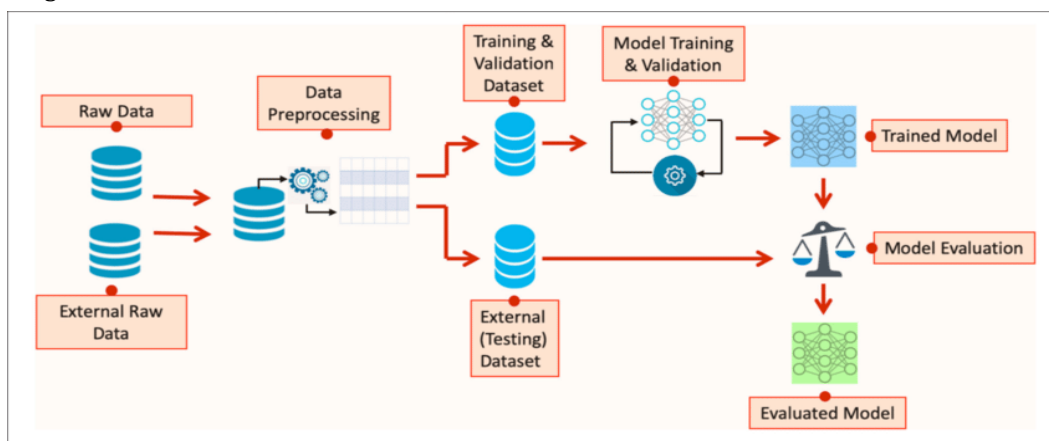 Raw Data
External Raw
Data
Data
Preprocessing
Training &
Validation
Dataset
External
(Testing)
Dataset
Model Training
& Validation
Trained Model
Model Evaluation
Evaluated Model